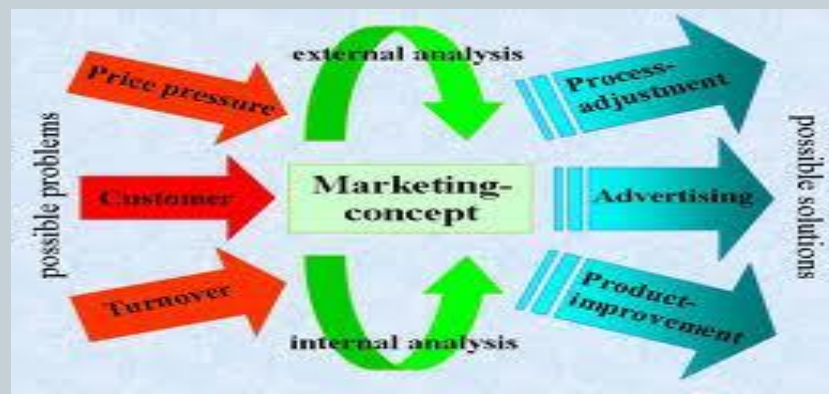 possible problems
Price pressure
Customer
Turnover
external analysis
Marketing-
concept
internal analysis
Process-
adjustment
Advertising
Product-
improvement
possible solutions